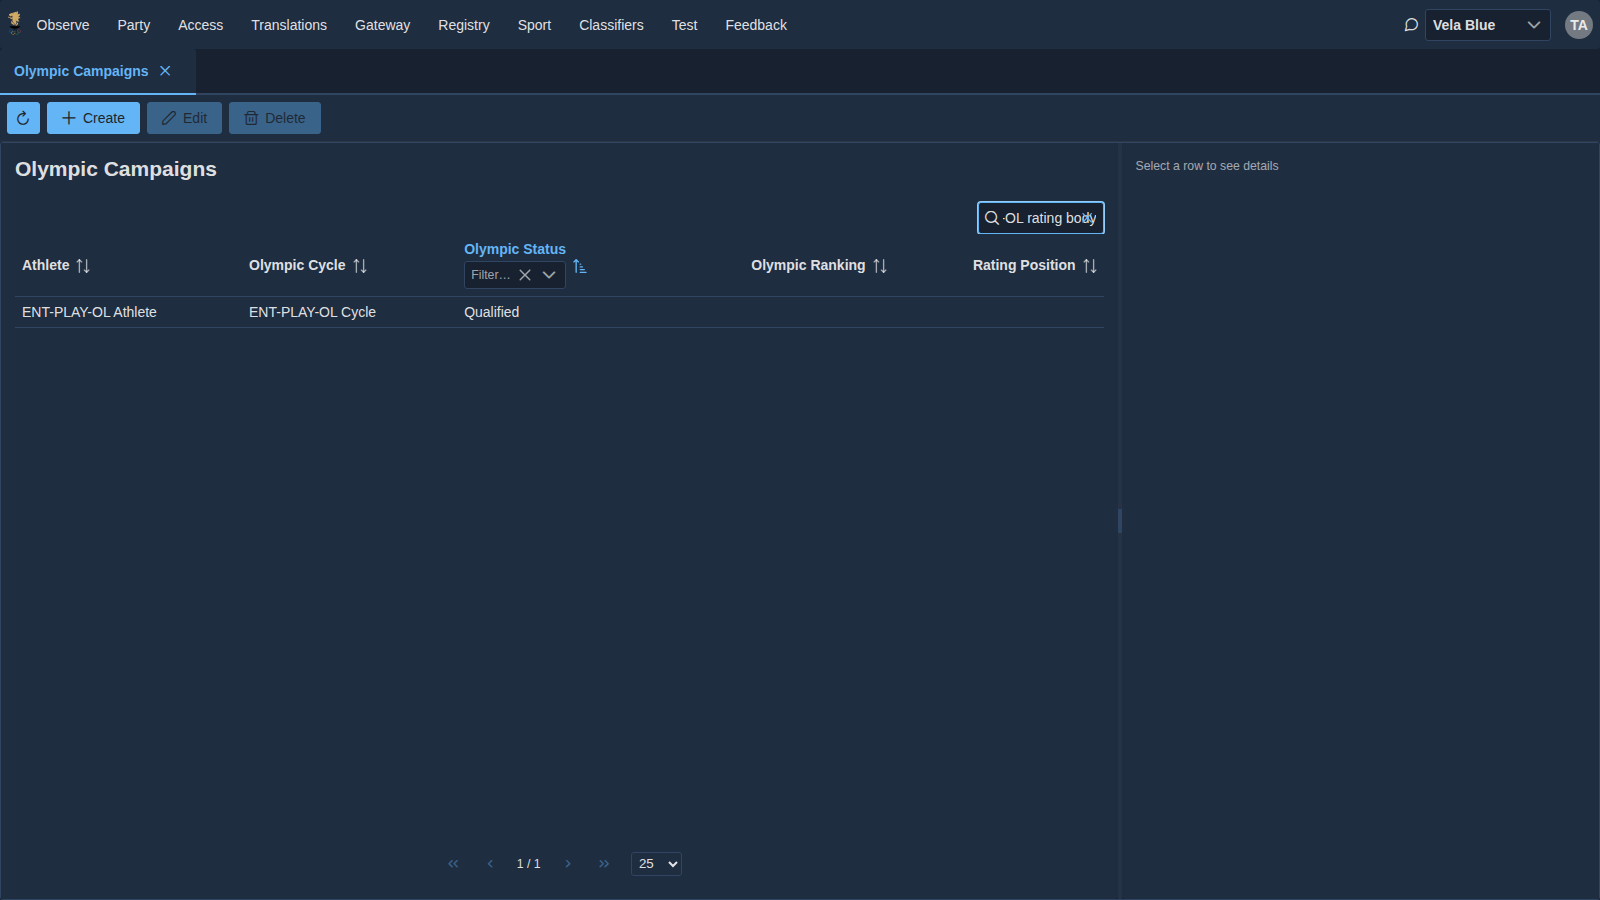 Observe Party Access Translations Gateway Registry Sport Classifiers Test Feedback Vela Blue TA
Olympic Campaigns
Create Edit Delete
Olympic Campaigns
Select a row to see details
-OL rating body
Athlete Olympic Cycle Olympic Status Olympic Ranking Rating Position
Filter...
ENT-PLAY-OL Athlete ENT-PLAY-OL Cycle Qualified
« ‹ 1 / 1 › » 25